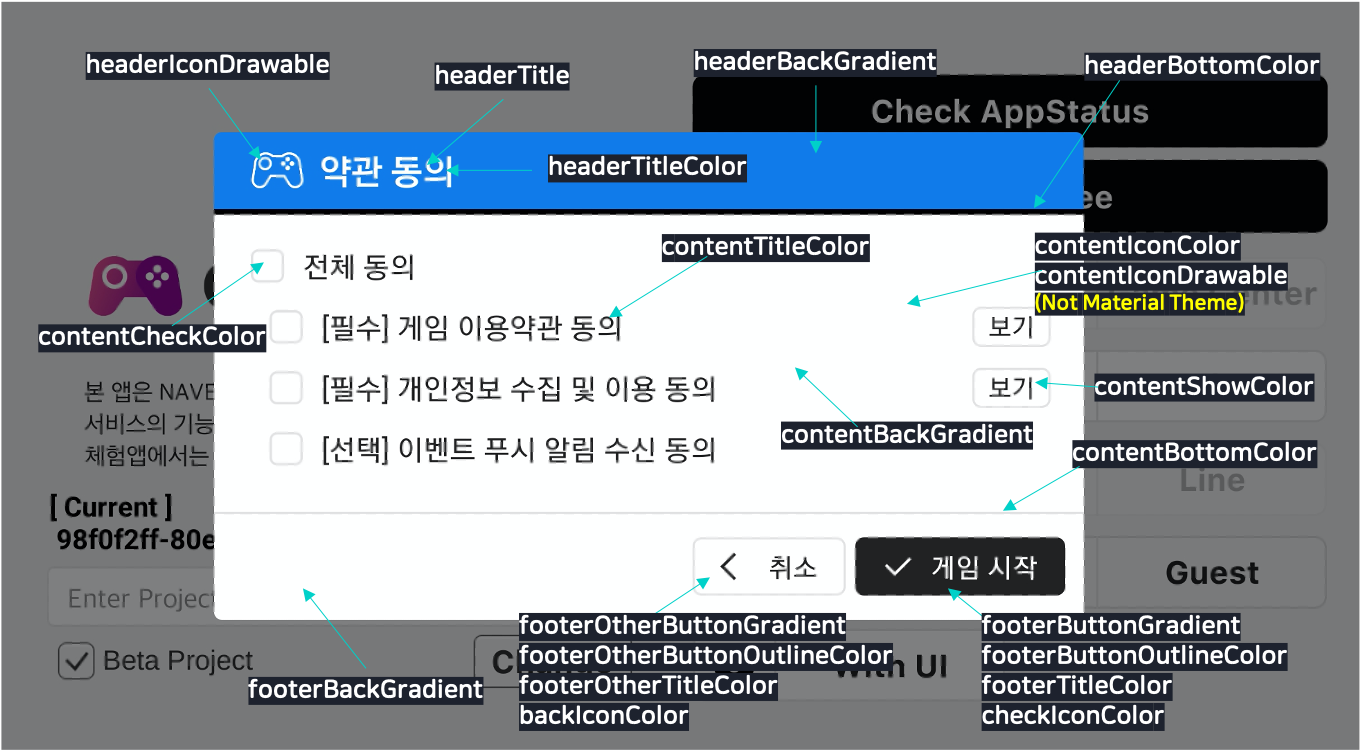 headerIconDrawable
headerTitle
headerBackGradient
headerBottomColor
Check AppStatus
약관 동의
headerTitleColor
ee
contentTitleColor
contentIconColor
contentIconDrawable
(Not Material Theme)
enter
전체 동의
contentCheckColor
[필수] 게임 이용약관 동의
보기
본 앱은 NAVE
서비스의 기능
체험앱에서는
[필수] 개인정보 수집 및 이용 동의
보기
contentShowColor
contentBackGradient
[선택] 이벤트 푸시 알림 수신 동의
contentBottomColor
Line
[ Current ]
98f0f2ff-80e
취소
게임 시작
Guest
Enter Project
footerOtherButtonGradient
footerOtherButtonOutlineColor
footerOtherTitleColor
backIconColor
footerButtonGradient
footerButtonOutlineColor
footerTitleColor
checkIconColor
Beta Project
With UI
footerBackGradient